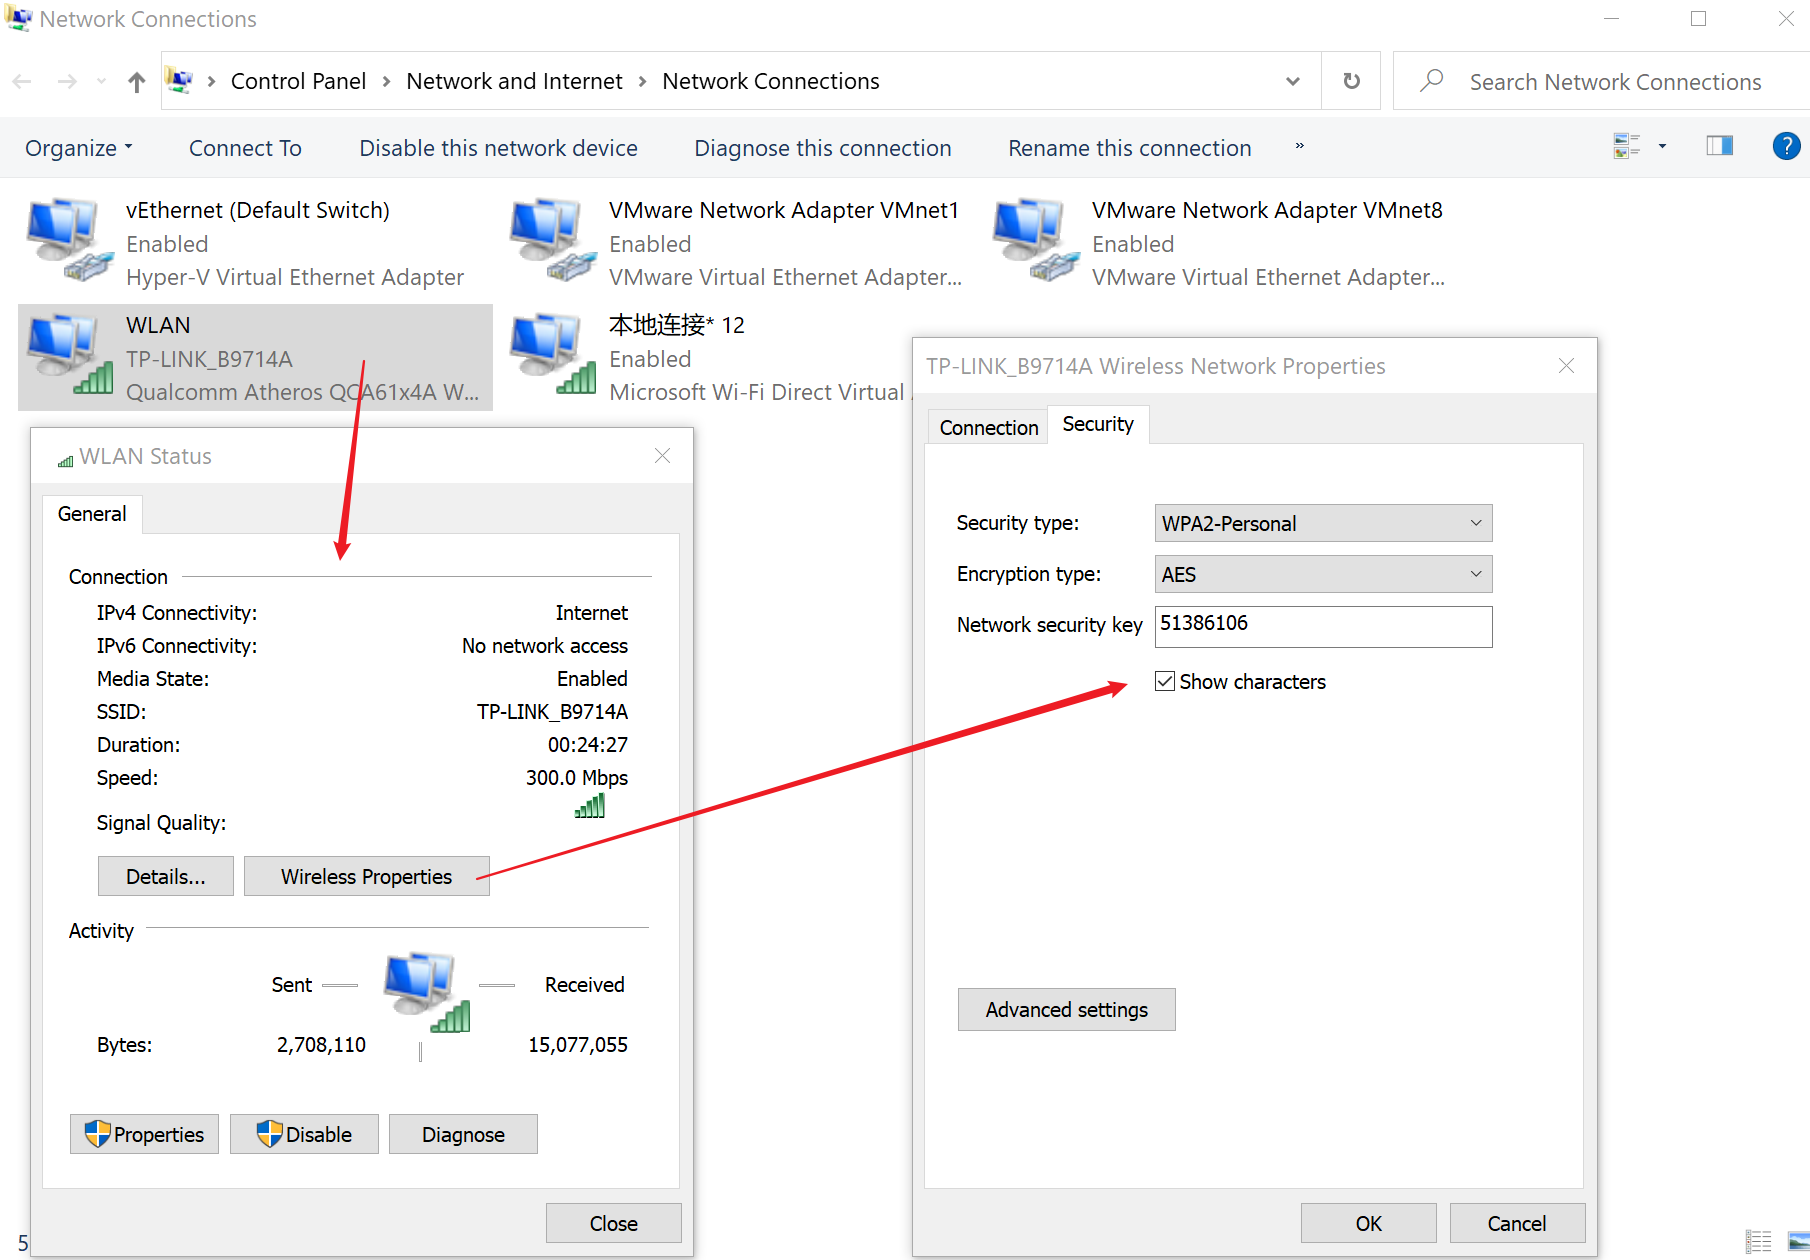 Network Connections
Control Panel > Network and Internet > Network Connections
Search Network Connections
Organize
Connect To
Disable this network device
Diagnose this connection
Rename this connection
»
?
vEthernet (Default Switch)
Enabled
Hyper-V Virtual Ethernet Adapter
VMware Network Adapter VMnet1
Enabled
VMware Virtual Ethernet Adapter...
VMware Network Adapter VMnet8
Enabled
VMware Virtual Ethernet Adapter...
WLAN
TP-LINK_B9714A
Qualcomm Atheros QCA61x4A W...
本地连接* 12
Enabled
Microsoft Wi-Fi Direct Virtual
WLAN Status
General
Connection
IPv4 Connectivity: Internet
IPv6 Connectivity: No network access
Media State: Enabled
SSID: TP-LINK_B9714A
Duration: 00:24:27
Speed: 300.0 Mbps
Signal Quality:
Details...
Wireless Properties
Activity
Sent
Received
Bytes: 2,708,110 15,077,055
Properties
Disable
Diagnose
Close
TP-LINK_B9714A Wireless Network Properties
Connection
Security
Security type: WPA2-Personal
Encryption type: AES
Network security key 51386106
Show characters
Advanced settings
OK
Cancel
5